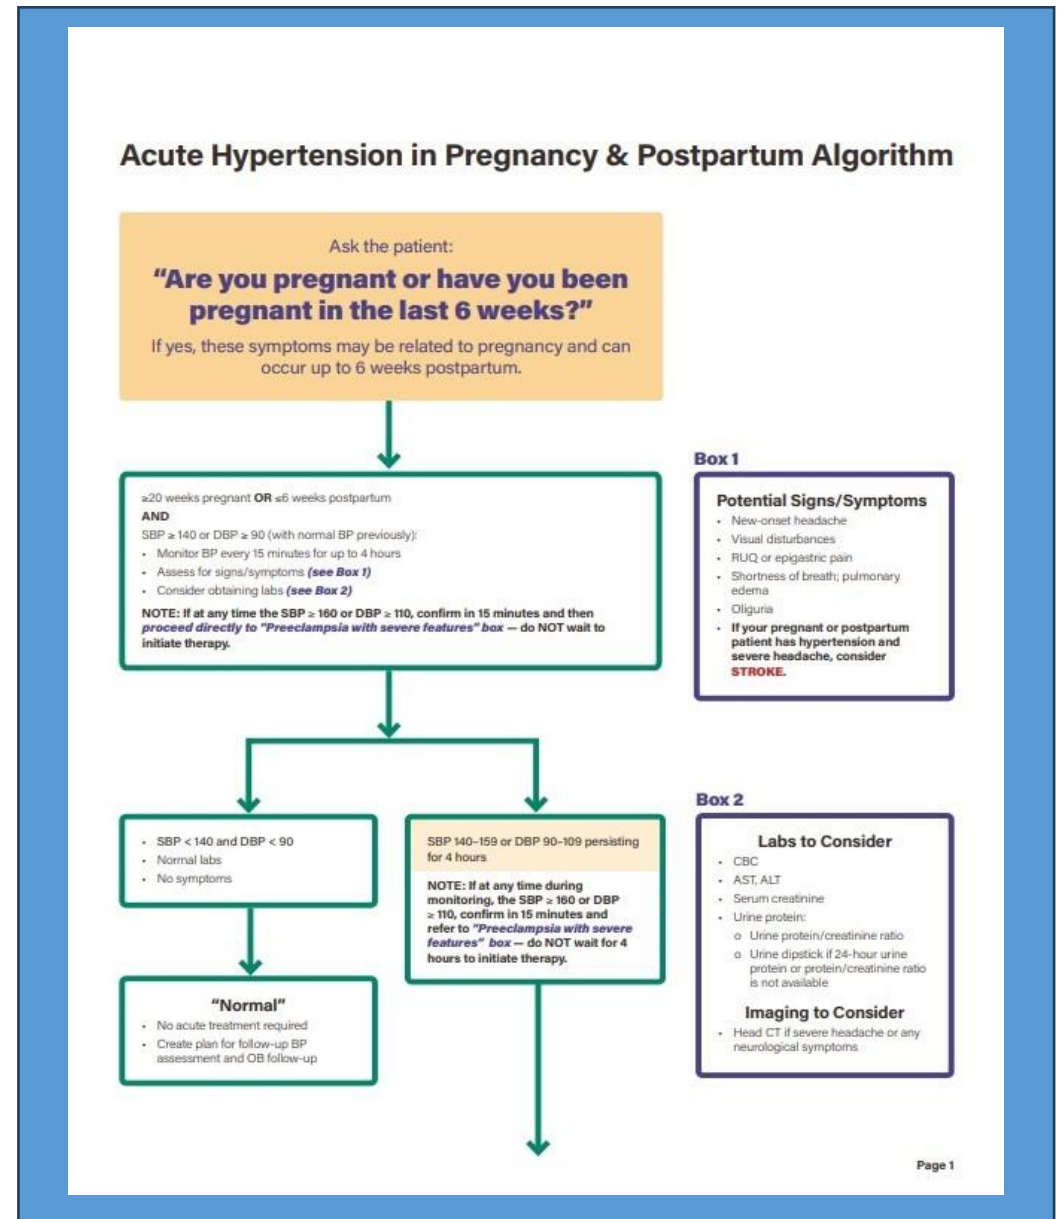 Acute Hypertension in Pregnancy & Postpartum Algorithm
Ask the patient:
“Are you pregnant or have you been
pregnant in the last 6 weeks?”
If yes, these symptoms may be related to pregnancy and can
occur up to 6 weeks postpartum.
≥20 weeks pregnant OR ≤6 weeks postpartum
AND
SBP ≥ 140 or DBP ≥ 90 (with normal BP previously):
• Monitor BP every 15 minutes for up to 4 hours
• Assess for signs/symptoms (see Box 1)
• Consider obtaining labs (see Box 2)
NOTE: If at any time the SBP ≥ 160 or DBP ≥ 110, confirm in 15 minutes and then
proceed directly to “Preeclampsia with severe features” box — do NOT wait to
initiate therapy.
Box 1
Potential Signs/Symptoms
• New-onset headache
• Visual disturbances
• RUQ or epigastric pain
• Shortness of breath; pulmonary
edema
• Oliguria
• If your pregnant or postpartum
patient has hypertension and
severe headache, consider
STROKE.
• SBP < 140 and DBP < 90
• Normal labs
• No symptoms
“Normal”
• No acute treatment required
• Create plan for follow-up BP
assessment and OB follow-up
SBP 140–159 or DBP 90–109 persisting
for 4 hours
NOTE: If at any time during
monitoring, the SBP ≥ 160 or DBP
≥ 110, confirm in 15 minutes and
refer to “Preeclampsia with severe
features” box — do NOT wait for 4
hours to initiate therapy.
Box 2
Labs to Consider
• CBC
• AST, ALT
• Serum creatinine
• Urine protein:
o Urine protein/creatinine ratio
o Urine dipstick if 24-hour urine
protein or protein/creatinine ratio
is not available
Imaging to Consider
• Head CT if severe headache or any
neurological symptoms
Page 1